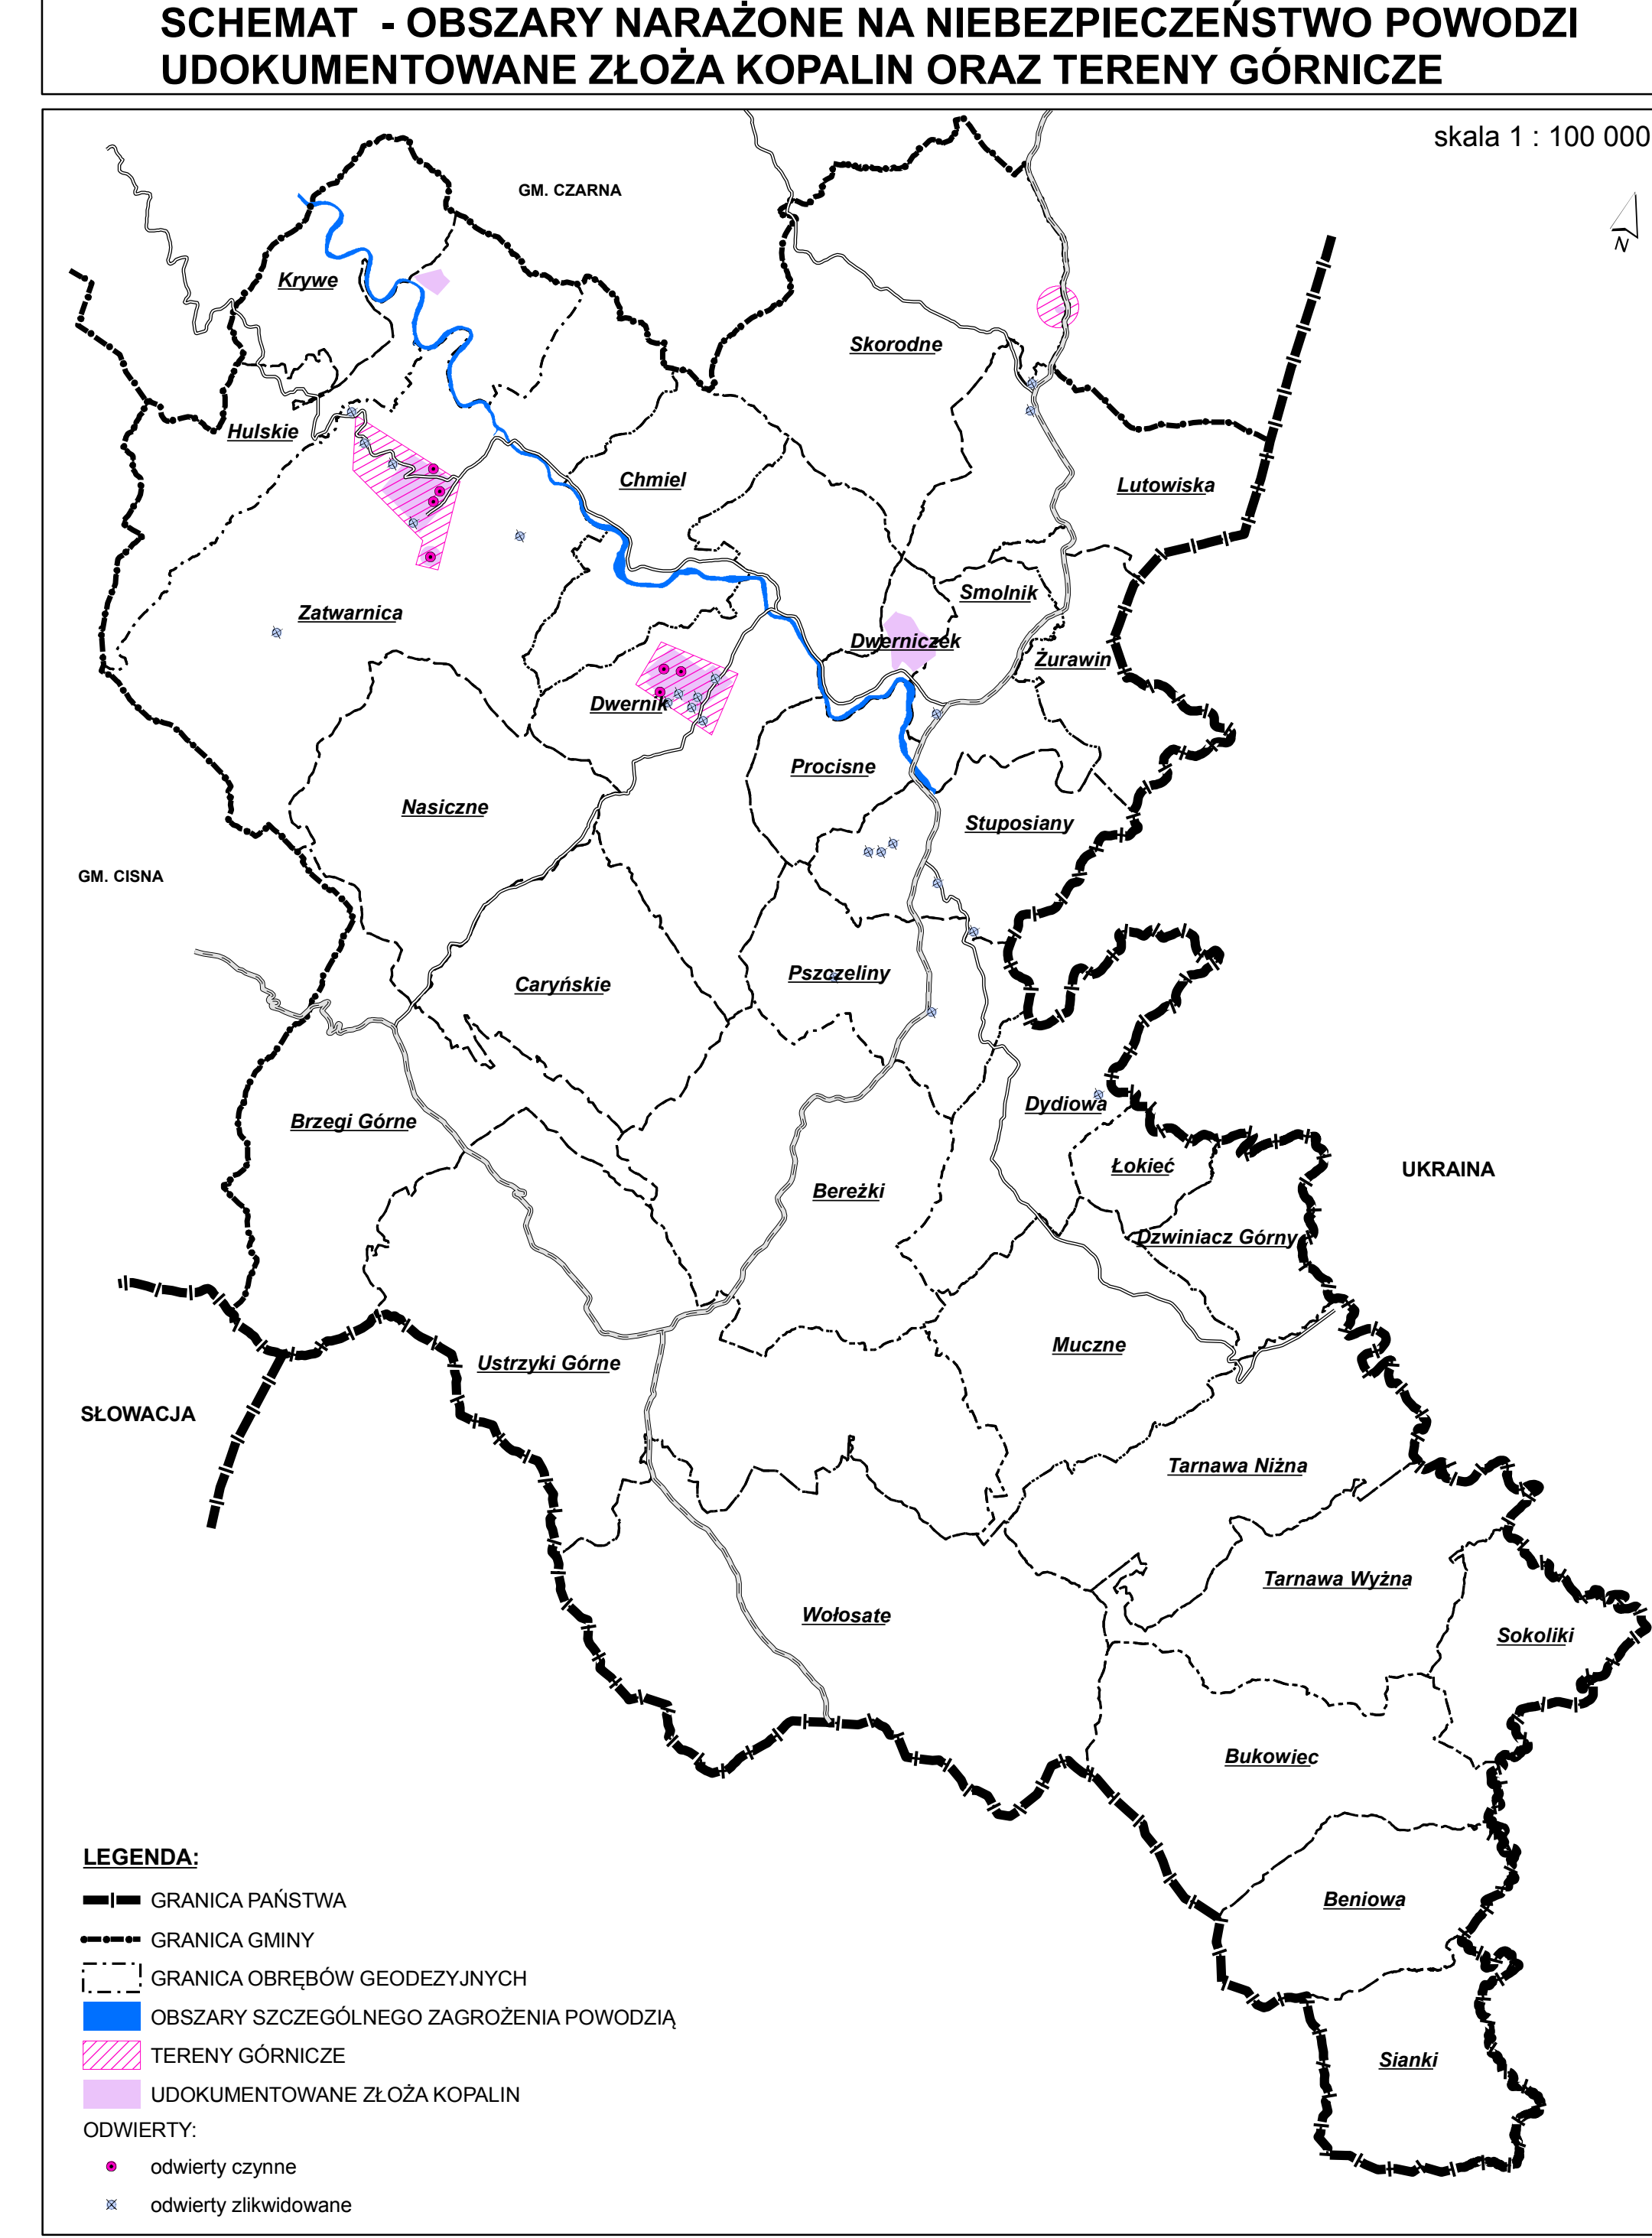 SCHEMAT - OBSZARY NARAŻONE NA NIEBEZPIECZEŃSTWO POWODZI
UDOKUMENTOWANE ZŁOŻA KOPALIN ORAZ TERENY GÓRNICZE
skala 1 : 100 000
GM. CZARNA
N
Krywe
Skorodne
Hulskie
Chmiel
Lutowiska
Smolnik
Zatwarnica
Dwerniczek
Żurawin
Dwernik
Procisne
Nasiczne
Stuposiany
GM. CISNA
Pszczeliny
Caryńskie
Dydiowa
Brzegi Górne
Łokieć
UKRAINA
Bereżki
Dzwiniacz Górny
Muczne
Ustrzyki Górne
SŁOWACJA
Tarnawa Niżna
Tarnawa Wyżna
Wołosate
Sokoliki
Bukowiec
Beniowa
Sianki
LEGENDA:
GRANICA PAŃSTWA
GRANICA GMINY
GRANICA OBRĘBÓW GEODEZYJNYCH
OBSZARY SZCZEGÓLNEGO ZAGROŻENIA POWODZIĄ
TERENY GÓRNICZE
UDOKUMENTOWANE ZŁOŻA KOPALIN
ODWIERTY:
odwierty czynne
odwierty zlikwidowane